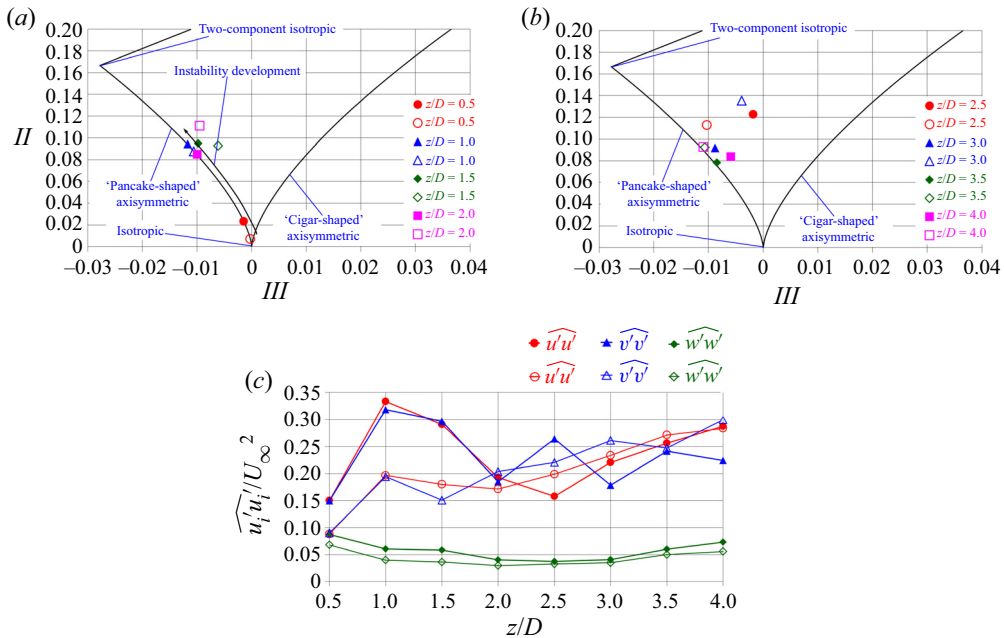 (a)
0.20
0.18
0.16
0.14
0.12
II 0.10
0.08
0.06
0.04
0.02
0
−0.03 −0.02 −0.01 0 0.01 0.02 0.03 0.04
III
Two-component isotropic
Instability development
'Pancake-shaped'
axisymmetric
Isotropic
'Cigar-shaped'
axisymmetric
z/D = 0.5
z/D = 0.5
z/D = 1.0
z/D = 1.0
z/D = 1.5
z/D = 1.5
z/D = 2.0
z/D = 2.0
(b)
0.20
0.18
0.16
0.14
0.12
0.10
0.08
0.06
0.04
0.02
0
−0.03 −0.02 −0.01 0 0.01 0.02 0.03 0.04
III
Two-component isotropic
'Pancake-shaped'
axisymmetric
Isotropic
'Cigar-shaped'
axisymmetric
z/D = 2.5
z/D = 2.5
z/D = 3.0
z/D = 3.0
z/D = 3.5
z/D = 3.5
z/D = 4.0
z/D = 4.0
u′u′ v′v′ w′w′
u′u′ v′v′ w′w′
(c)
0.35
0.30
0.25
0.20
0.15
0.10
0.05
0
u_i′u_i′/U_∞^2
0.5 1.0 1.5 2.0 2.5 3.0 3.5 4.0
z/D